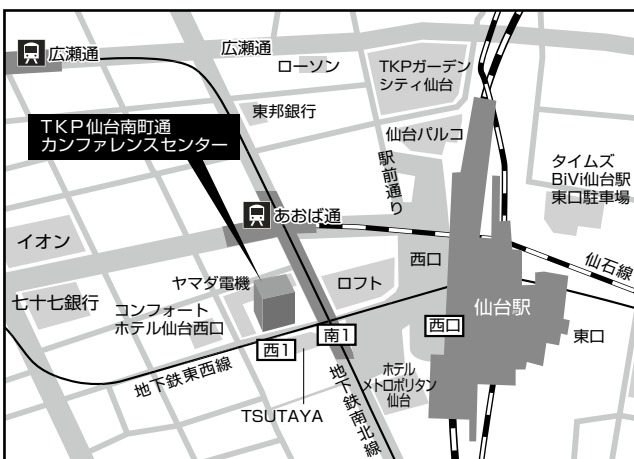 広瀬通
広瀬通
ローソン
TKPガーデン
シティ仙台
東邦銀行
仙台パルコ
TKP仙台南町通
カンファレンスセンター
駅前通り
タイムズ
BiVi仙台駅
東口駐車場
あおば通
イオン
西口
仙石線
ヤマダ電機
ロフト
七十七銀行
コンフォート
ホテル仙台西口
仙台駅
西口
南1
東口
西1
地下鉄東西線
ホテル
メトロポリタン
仙台
地下鉄南北線
TSUTAYA